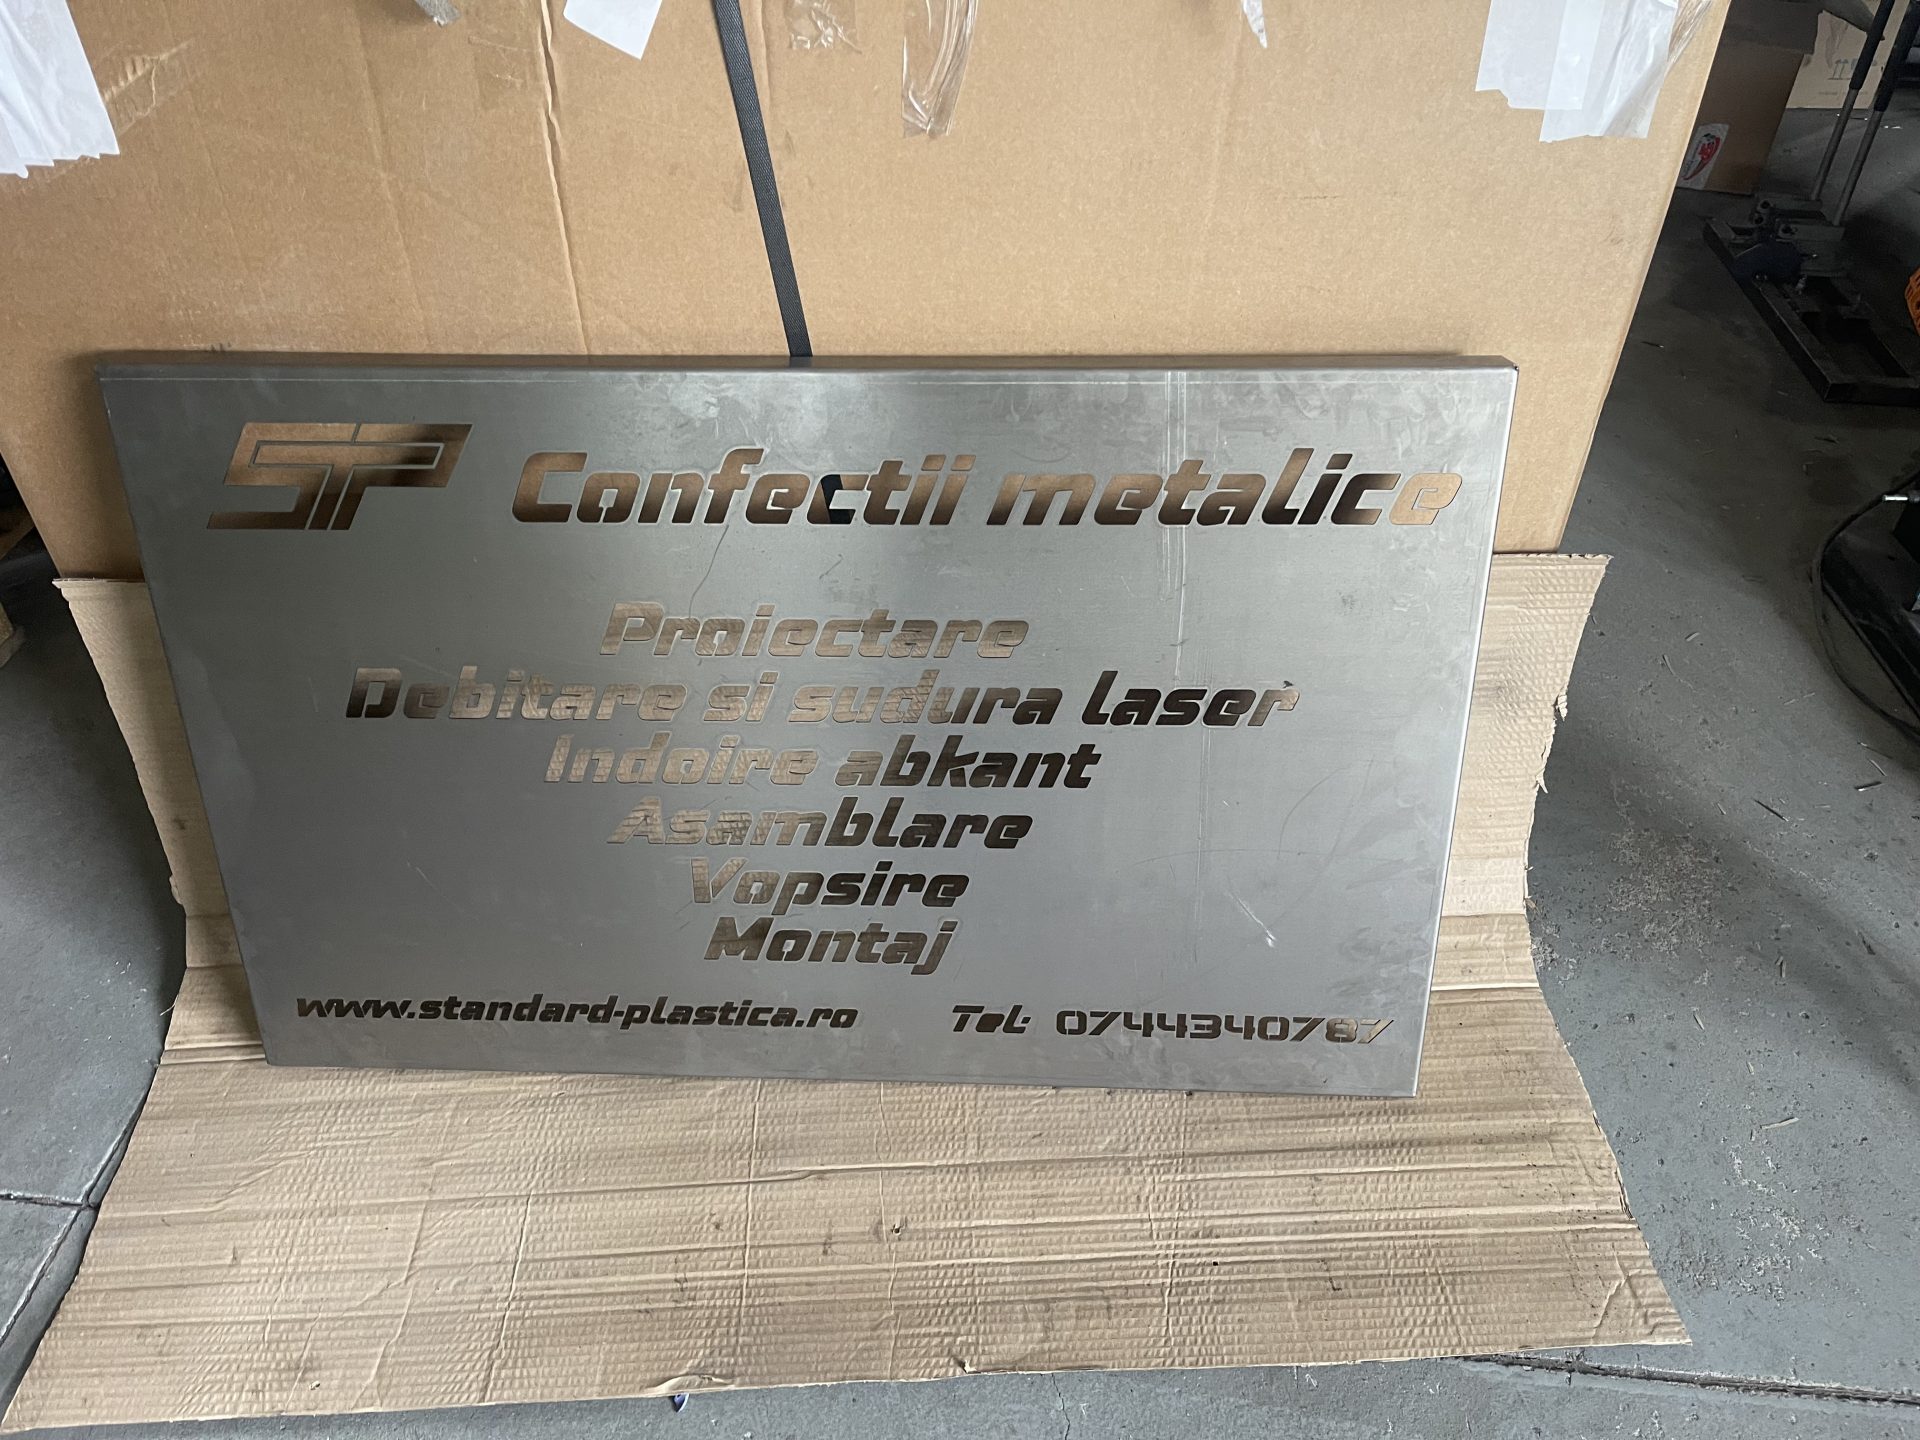 SP Confectii metalice
Proiectare
Debitare si sudura laser
Indoire abkant
Asamblare
Vopsire
Montaj
www.standard-plastica.ro Tel: 0744340787